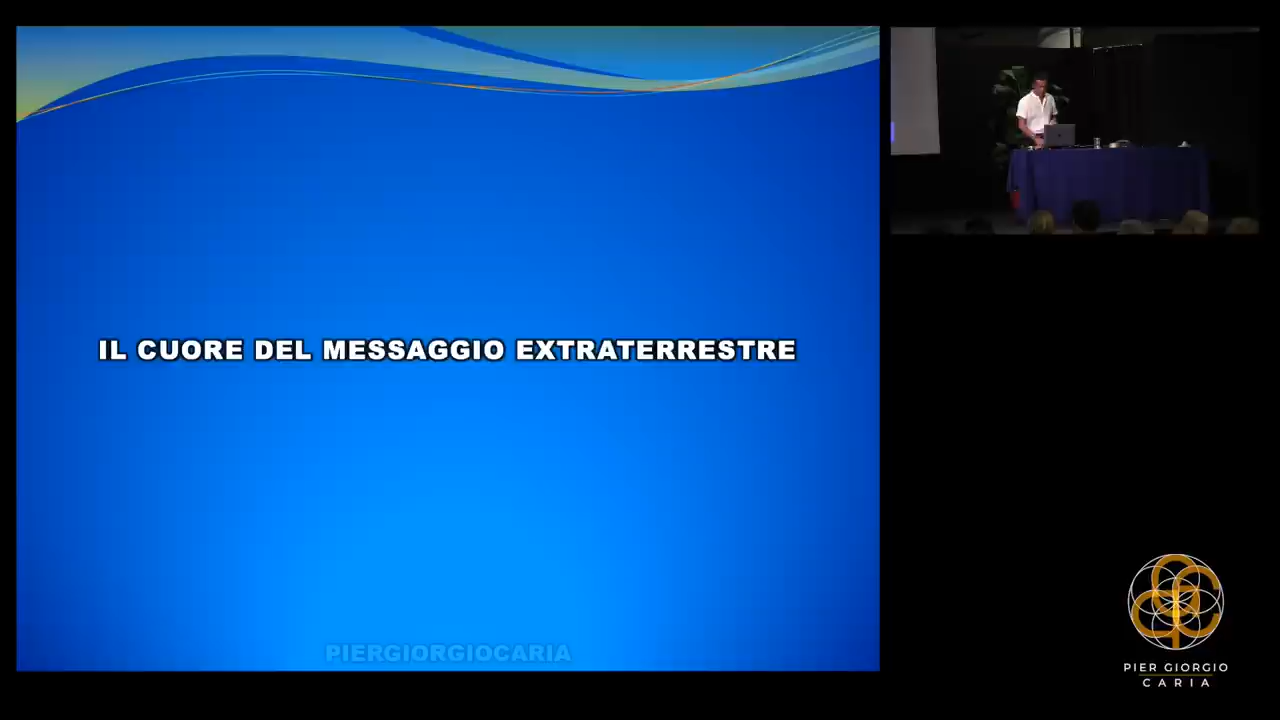 IL CUORE DEL MESSAGGIO EXTRATERRESTRE
PIERGIORGIOCARIA
PIER GIORGIO
CARIA